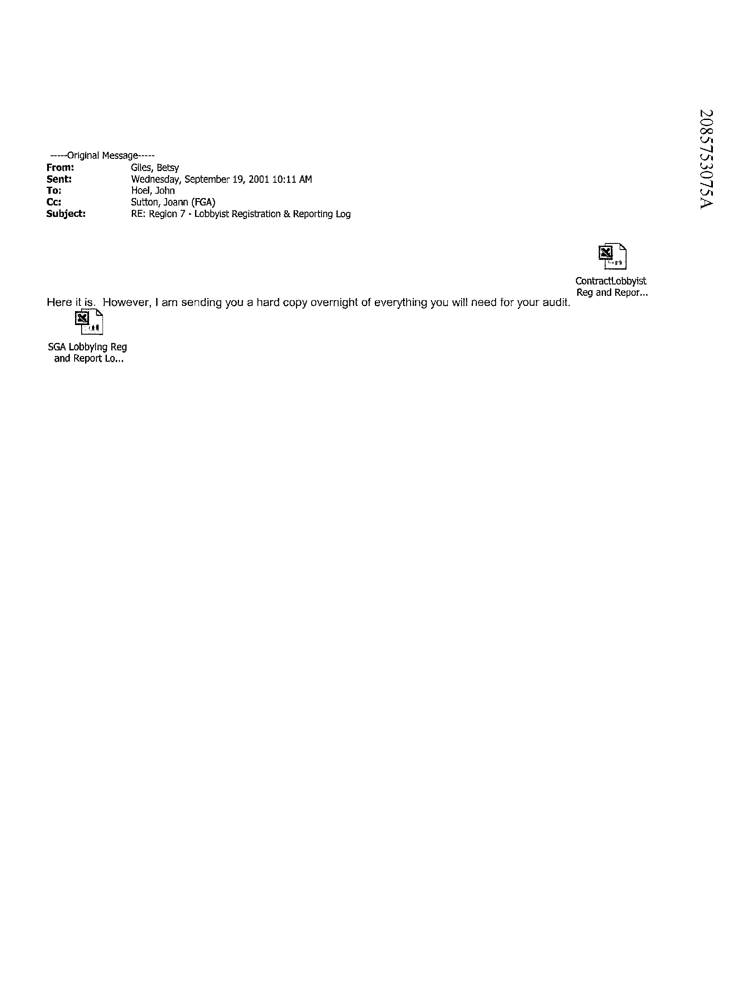 2085753075A
-----Original Message-----
From: Giles, Betsy
Sent: Wednesday, September 19, 2001 10:11 AM
To: Hoel, John
Cc: Sutton, Joann (FGA)
Subject: RE: Region 7 - Lobbyist Registration & Reporting Log
ContractLobbyist
Reg and Repor...
Here it is.  However, I am sending you a hard copy overnight of everything you will need for your audit.
SGA Lobbying Reg
and Report Lo...